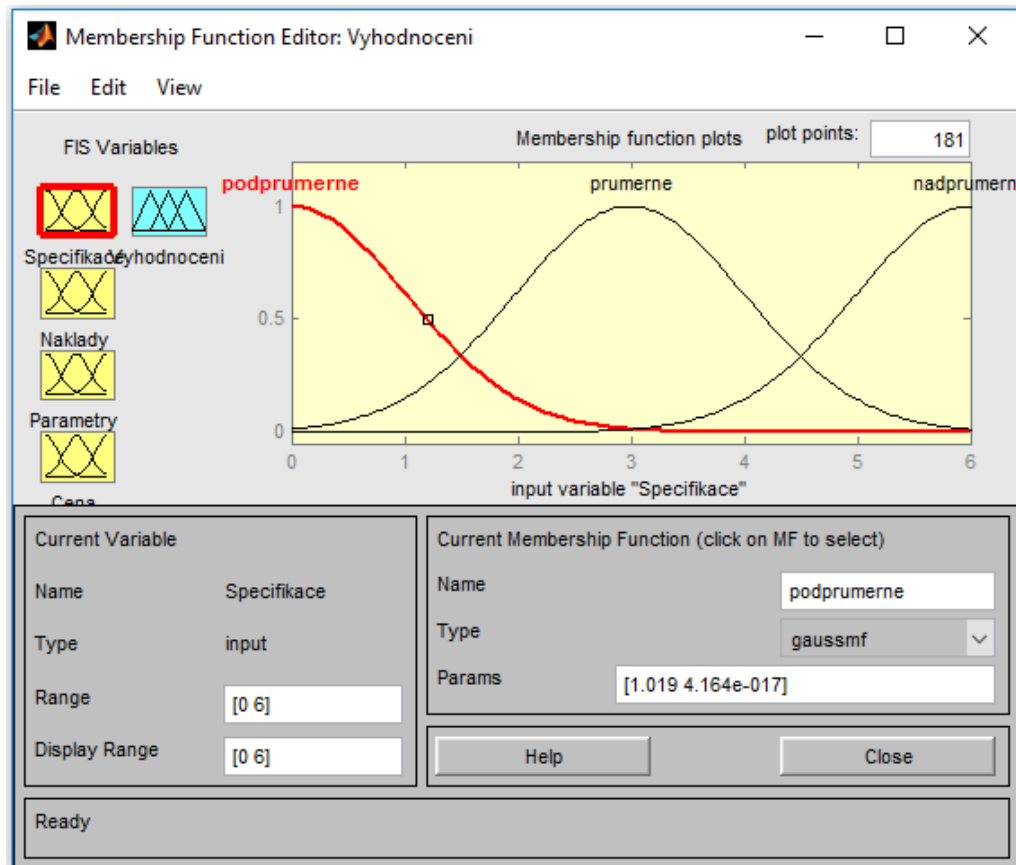 Membership Function Editor: Vyhodnoceni
File Edit View
FIS Variables
Specifikace
Vyhodnoceni
Naklady
Parametry
Cena
Membership function plots
plot points:
181
podprumerne
prumerne
nadprumern
1
0.5
0
0 1 2 3 4 5 6
input variable "Specifikace"
Current Variable
Name Specifikace
Type input
Range [0 6]
Display Range [0 6]
Current Membership Function (click on MF to select)
Name podprumerne
Type gaussmf
Params [1.019 4.164e-017]
Help Close
Ready